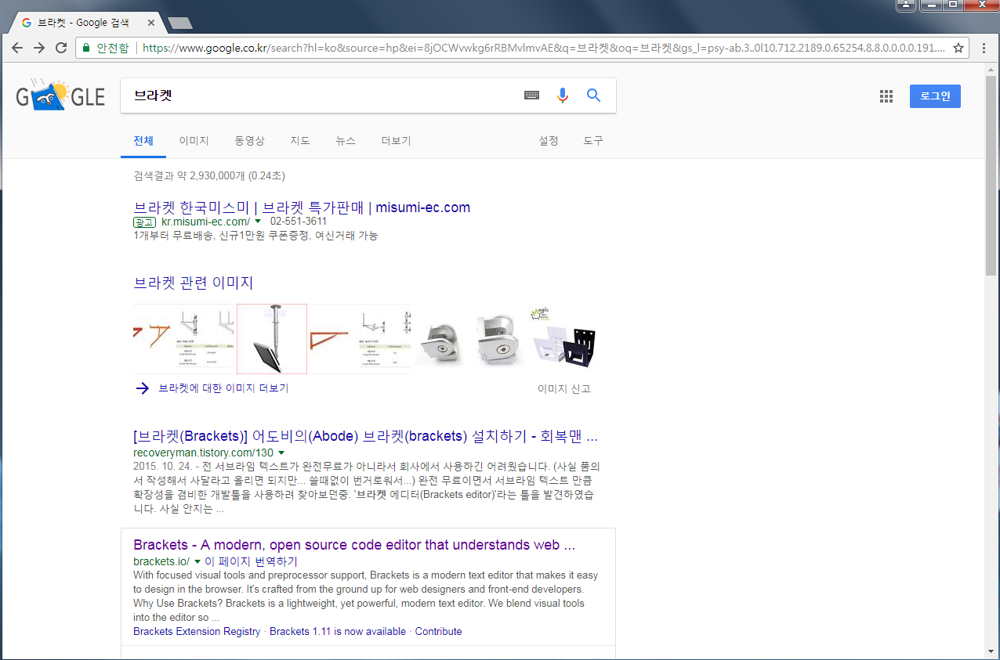 브라켓 - Google 검색
안전함 https://www.google.co.kr/search?hl=ko&source=hp&ei=8jOCWvwkg6rRBMvlmvAE&q=브라켓&oq=브라켓&gs_l=psy-ab.3..0l10.712.2189.0.65254.8.8.0.0.0.0.191....
G GLE
브라켓
로그인
전체 이미지 동영상 지도 뉴스 더보기 설정 도구
검색결과 약 2,930,000개 (0.24초)
브라켓 한국미스미 | 브라켓 특가판매 | misumi-ec.com
광고 kr.misumi-ec.com/ 02-551-3611
1개부터 무료배송, 신규1만원 쿠폰증정, 여신거래 가능
브라켓 관련 이미지
Magic
브라켓에 대한 이미지 더보기 이미지 신고
[브라켓(Brackets)] 어도비의(Abode) 브라켓(brackets) 설치하기 - 회복맨 ...
recoveryman.tistory.com/130
2015. 10. 24. - 전 서브라임 텍스트가 완전무료가 아니라서 회사에서 사용하긴 어려웠습니다. (사실 품의
서 작성해서 사달라고 올리면 되지만... 쓸때없이 번거로워서...) 완전 무료이면서 서브라임 텍스트 만큼
확장성을 겸비한 개발툴을 사용하려 찾아보던중. '브라켓 에디터(Brackets editor)'라는 툴을 발견하였습
니다. 사실 안지는 ...
Brackets - A modern, open source code editor that understands web ...
brackets.io/ 이 페이지 번역하기
With focused visual tools and preprocessor support, Brackets is a modern text editor that makes it easy
to design in the browser. It's crafted from the ground up for web designers and front-end developers.
Why Use Brackets? Brackets is a lightweight, yet powerful, modern text editor. We blend visual tools
into the editor so ...
Brackets Extension Registry · Brackets 1.11 is now available · Contribute